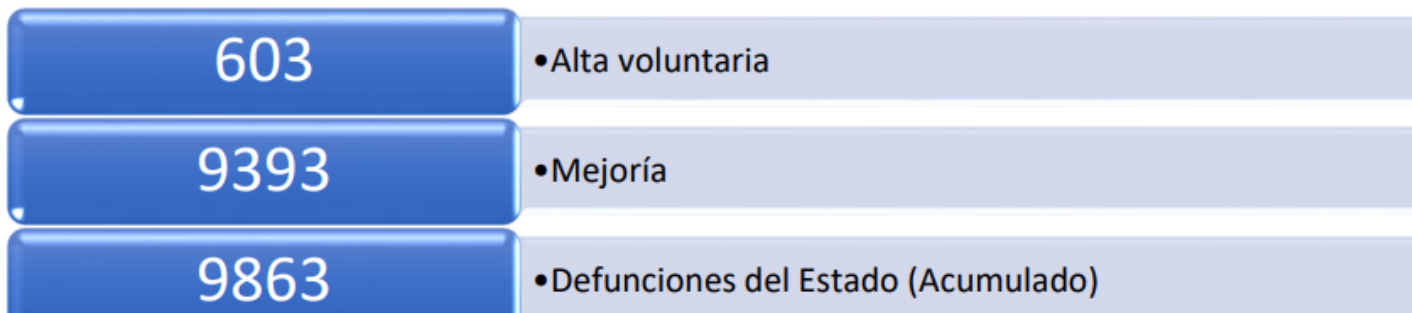 603 •Alta voluntaria
9393 •Mejoría
9863 •Defunciones del Estado (Acumulado)